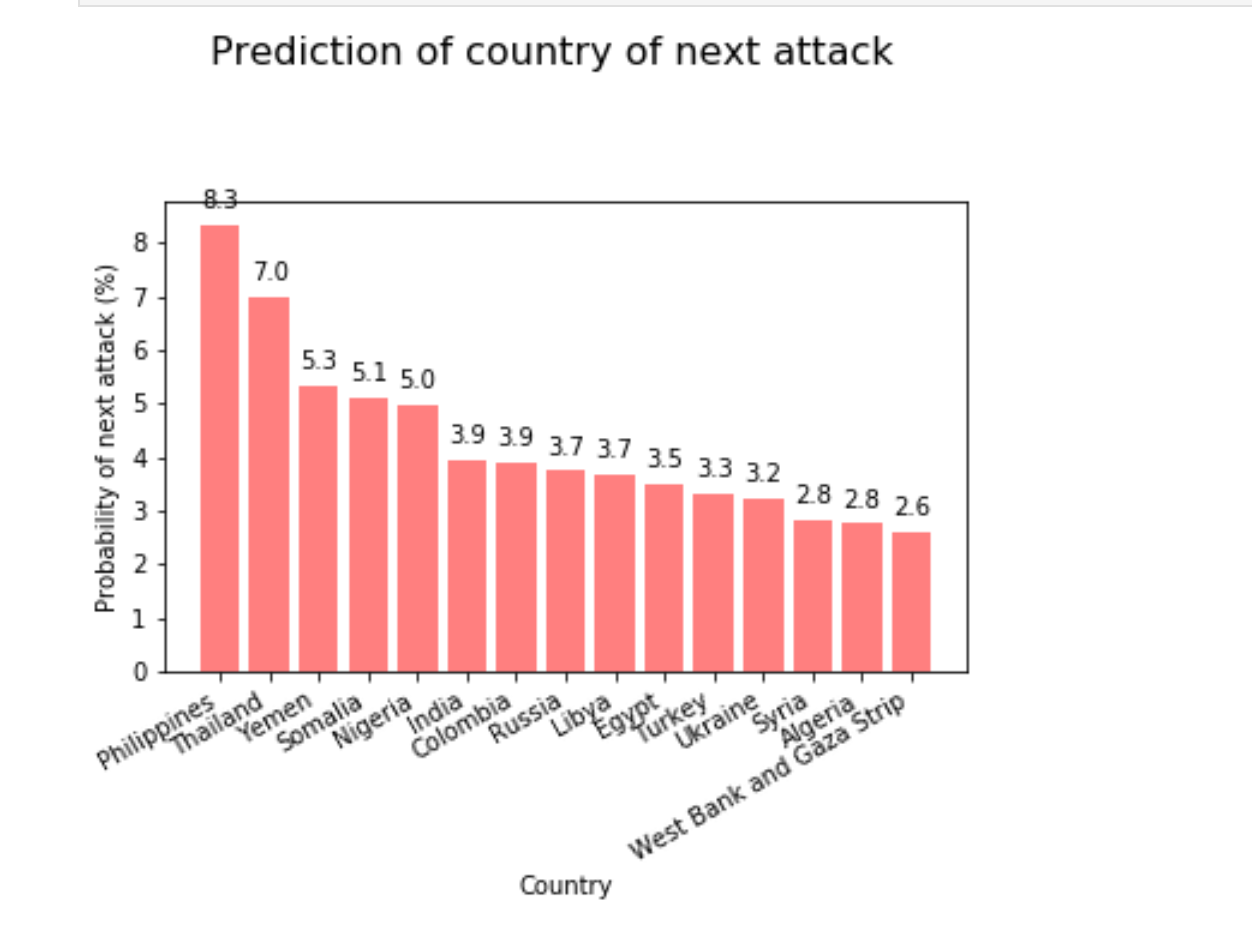 Prediction of country of next attack
8.3
7.0
5.3
5.1
5.0
3.9
3.9
3.7
3.7
3.5
3.3
3.2
2.8
2.8
2.6
Probability of next attack (%)
8
7
6
5
4
3
2
1
0
Philippines
Thailand
Yemen
Somalia
Nigeria
India
Colombia
Russia
Libya
Egypt
Turkey
Ukraine
Syria
Algeria
West Bank and Gaza Strip
Country